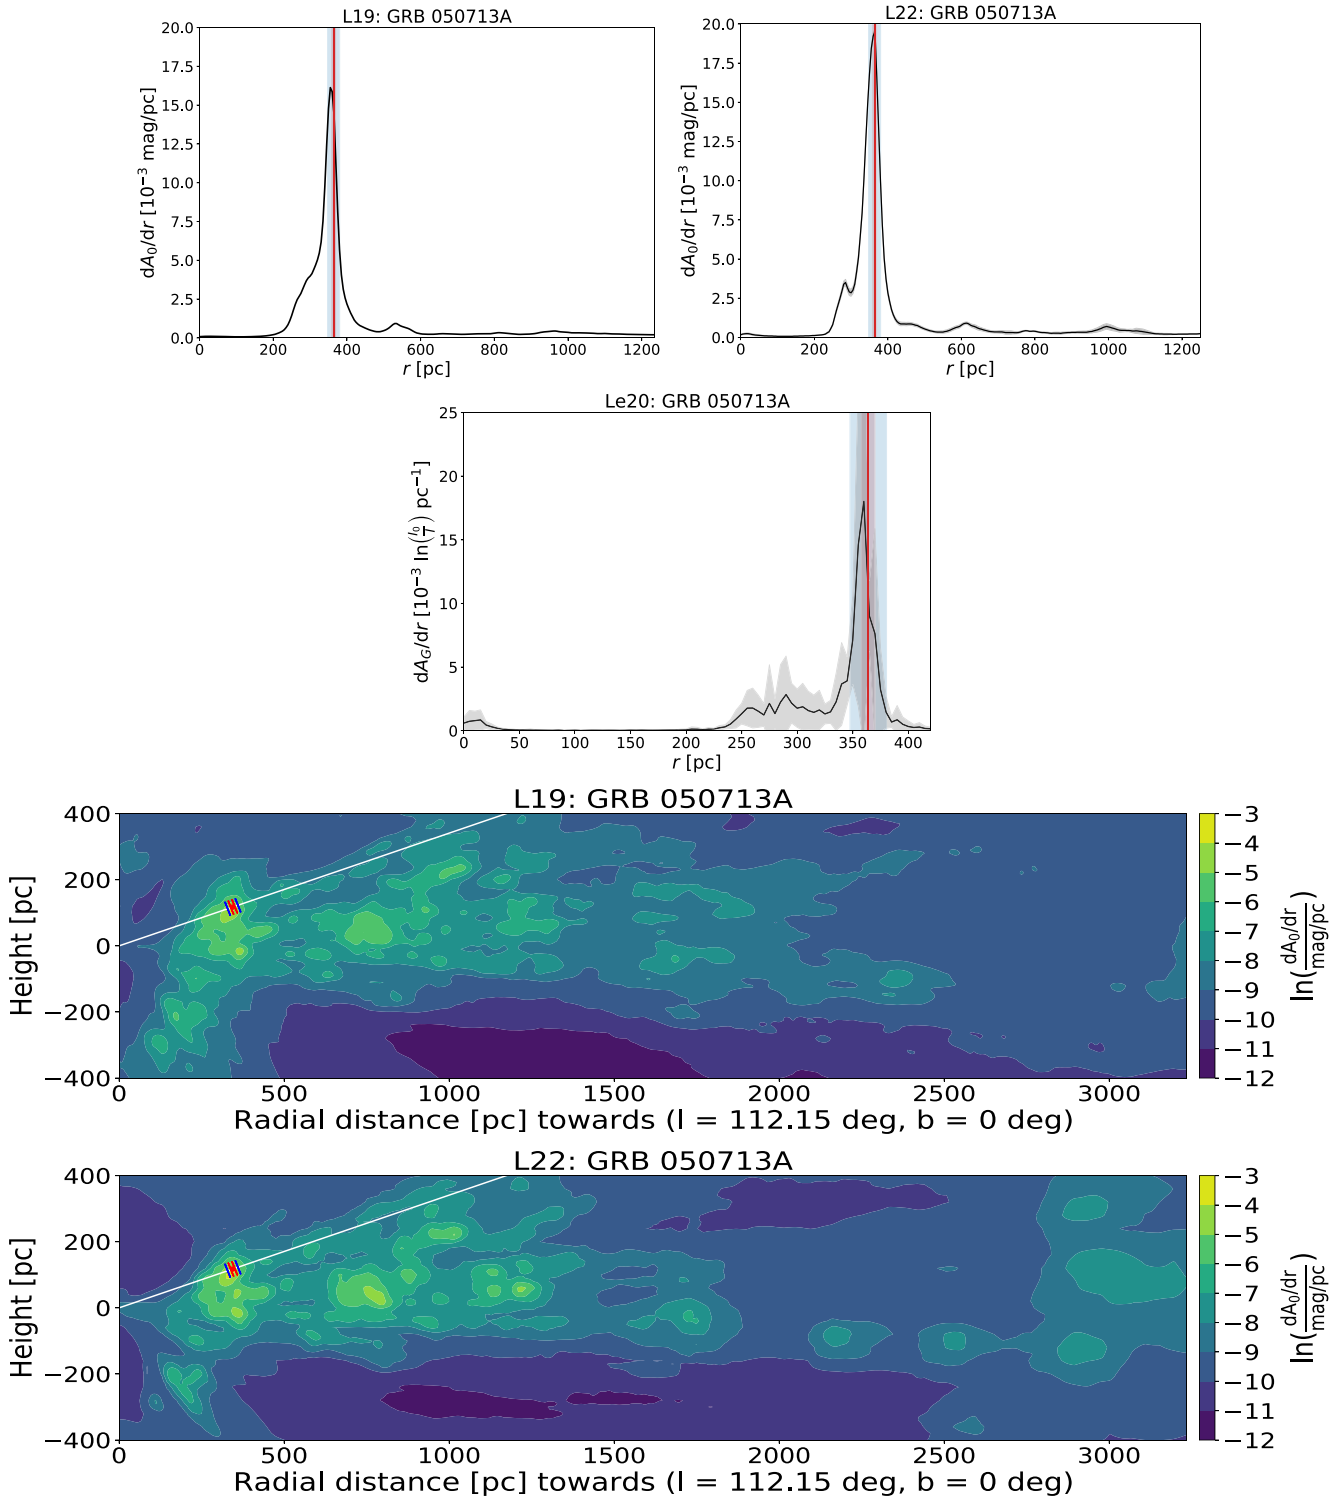 L19: GRB 050713A
20.0
17.5
15.0
12.5
10.0
7.5
5.0
2.5
0.0
dA₀/dr [10⁻³ mag/pc]
0 200 400 600 800 1000 1200
r [pc]
L22: GRB 050713A
20.0
17.5
15.0
12.5
10.0
7.5
5.0
2.5
0.0
dA₀/dr [10⁻³ mag/pc]
0 200 400 600 800 1000 1200
r [pc]
Le20: GRB 050713A
25
20
15
10
5
0
dA_G/dr [10⁻³ ln(I₀/I) pc⁻¹]
0 50 100 150 200 250 300 350 400
r [pc]
L19: GRB 050713A
400
200
0
−200
−400
Height [pc]
0 500 1000 1500 2000 2500 3000
Radial distance [pc] towards (l = 112.15 deg, b = 0 deg)
−3
−4
−5
−6
−7
−8
−9
−10
−11
−12
ln(dA₀/dr / mag/pc)
L22: GRB 050713A
400
200
0
−200
−400
Height [pc]
0 500 1000 1500 2000 2500 3000
Radial distance [pc] towards (l = 112.15 deg, b = 0 deg)
−3
−4
−5
−6
−7
−8
−9
−10
−11
−12
ln(dA₀/dr / mag/pc)